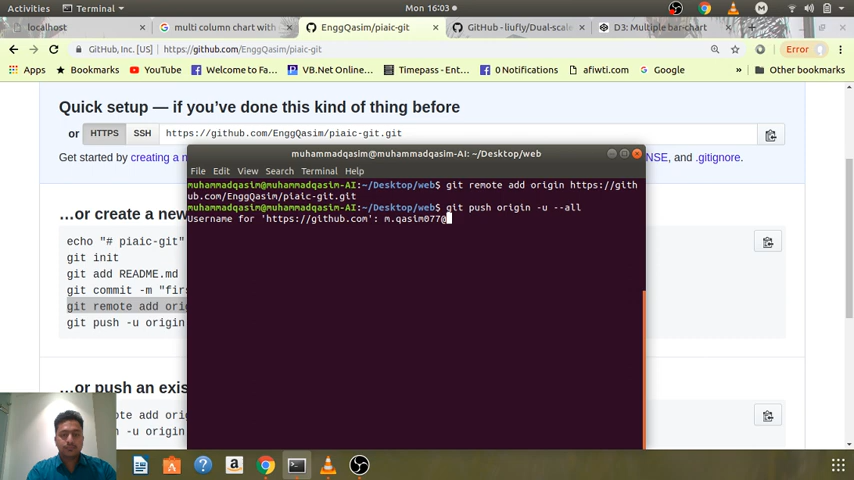 Activities
Terminal
Mon 16:03
localhost
multi column chart with
EnggQasim/piaic-git
GitHub - liufly/Dual-scale
D3: Multiple bar-chart
GitHub, Inc. [US]
https://github.com/EnggQasim/piaic-git
Error
Apps
Bookmarks
YouTube
Welcome to Fa...
VB.Net Online...
Timepass - Ent...
0 Notifications
afiwti.com
Google
»
Other bookmarks
Quick setup — if you’ve done this kind of thing before
or
HTTPS
SSH
https://github.com/EnggQasim/piaic-git.git
Get started by creating a n
NSE, and .gitignore.
muhammadqasim@muhammadqasim-AI: ~/Desktop/web
File Edit View Search Terminal Help
muhammadqasim@muhammadqasim-AI:~/Desktop/web$ git remote add origin https://gith
ub.com/EnggQasim/piaic-git.git
muhammadqasim@muhammadqasim-AI:~/Desktop/web$ git push origin -u --all
Username for 'https://github.com': m.qasim077@
…or create a new
echo "# piaic-git"
git init
git add README.md
git commit -m "firs
git remote add orig
git push -u origin
…or push an exis
ote add ori
-u origin